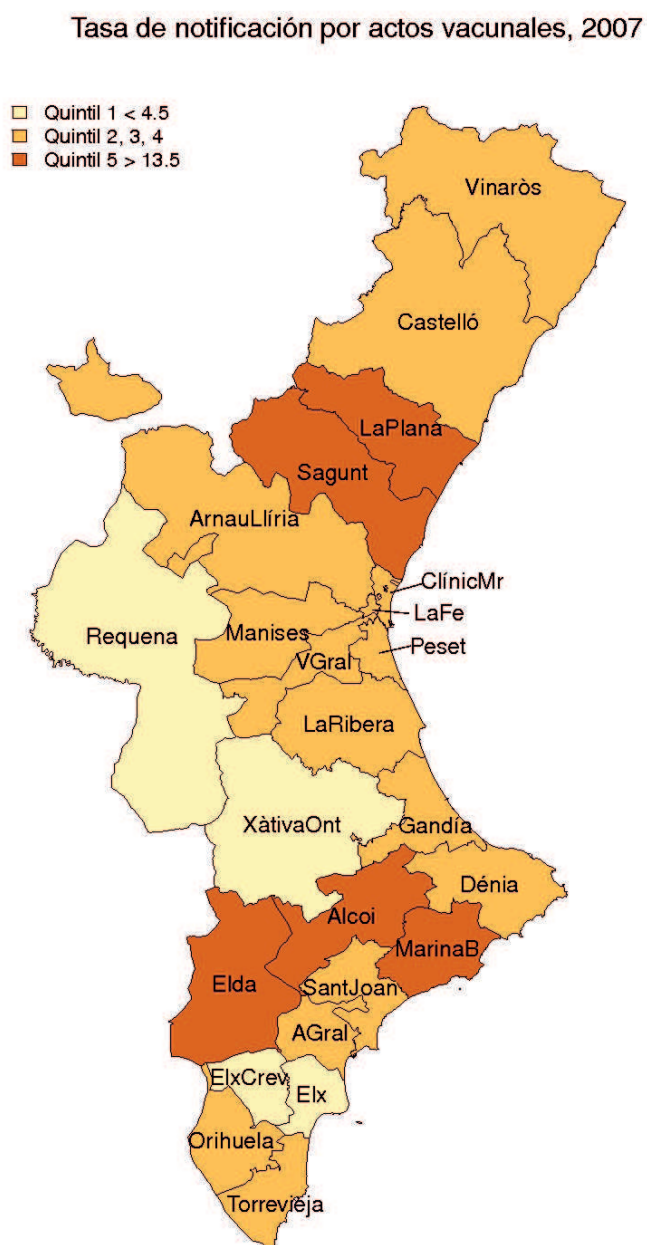 Tasa de notificación por actos vacunales, 2007
Quintil 1 < 4.5
Quintil 2, 3, 4
Quintil 5 > 13.5
Vinaròs
Castelló
LaPlana
Sagunt
ArnauLlíria
ClínicMr
LaFe
Requena
Manises
Peset
VGral
LaRibera
XàtivaOnt
Gandía
Dénia
Alcoi
MarinaB
Elda
SantJoan
AGral
ElxCrev
Elx
Orihuela
Torrevieja